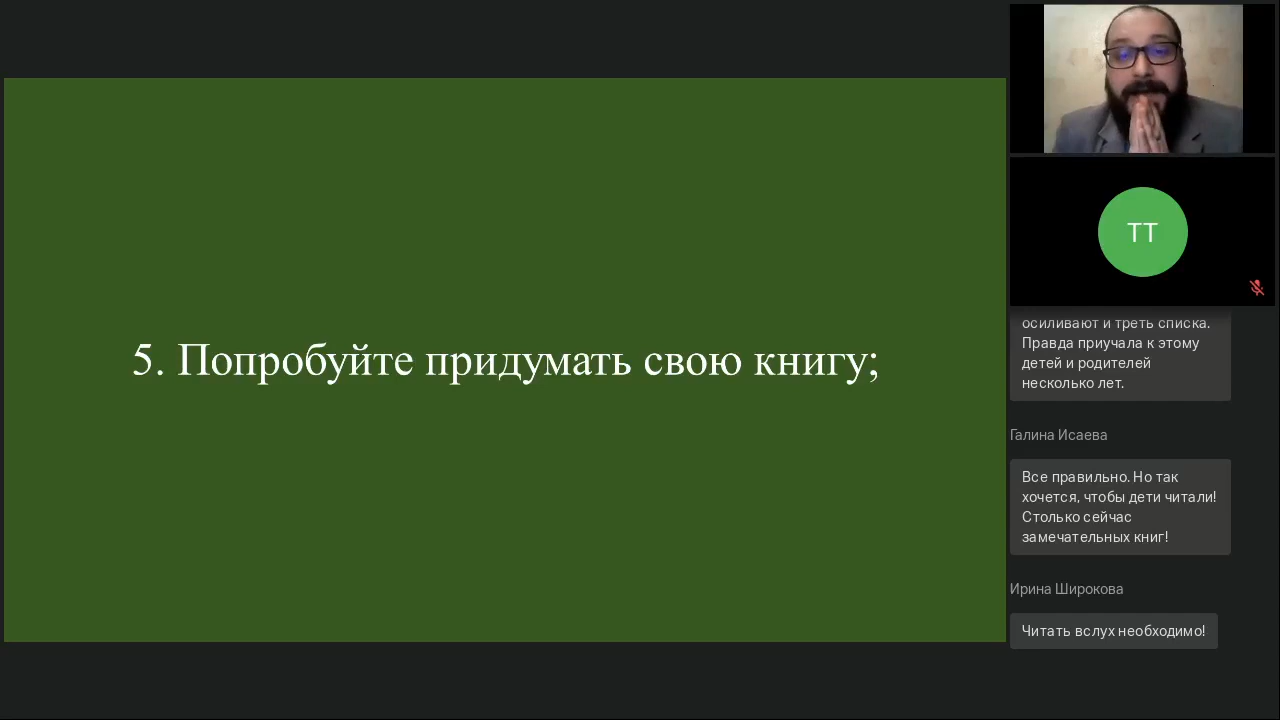 5. Попробуйте придумать свою книгу;
ТТ
осиливают и треть списка.
Правда приучала к этому
детей и родителей
несколько лет.
Галина Исаева
Все правильно. Но так
хочется, чтобы дети читали!
Столько сейчас
замечательных книг!
Ирина Широкова
Читать вслух необходимо!